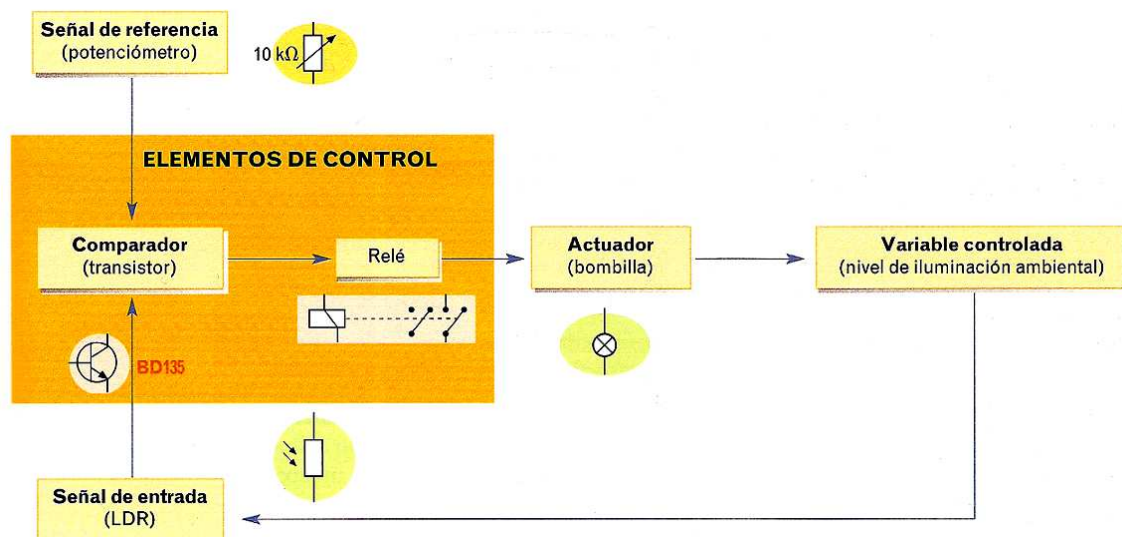 Señal de referencia
(potenciómetro)
10 kΩ
ELEMENTOS DE CONTROL
Comparador
(transistor)
Relé
Actuador
(bombilla)
Variable controlada
(nivel de iluminación ambiental)
BD135
Señal de entrada
(LDR)